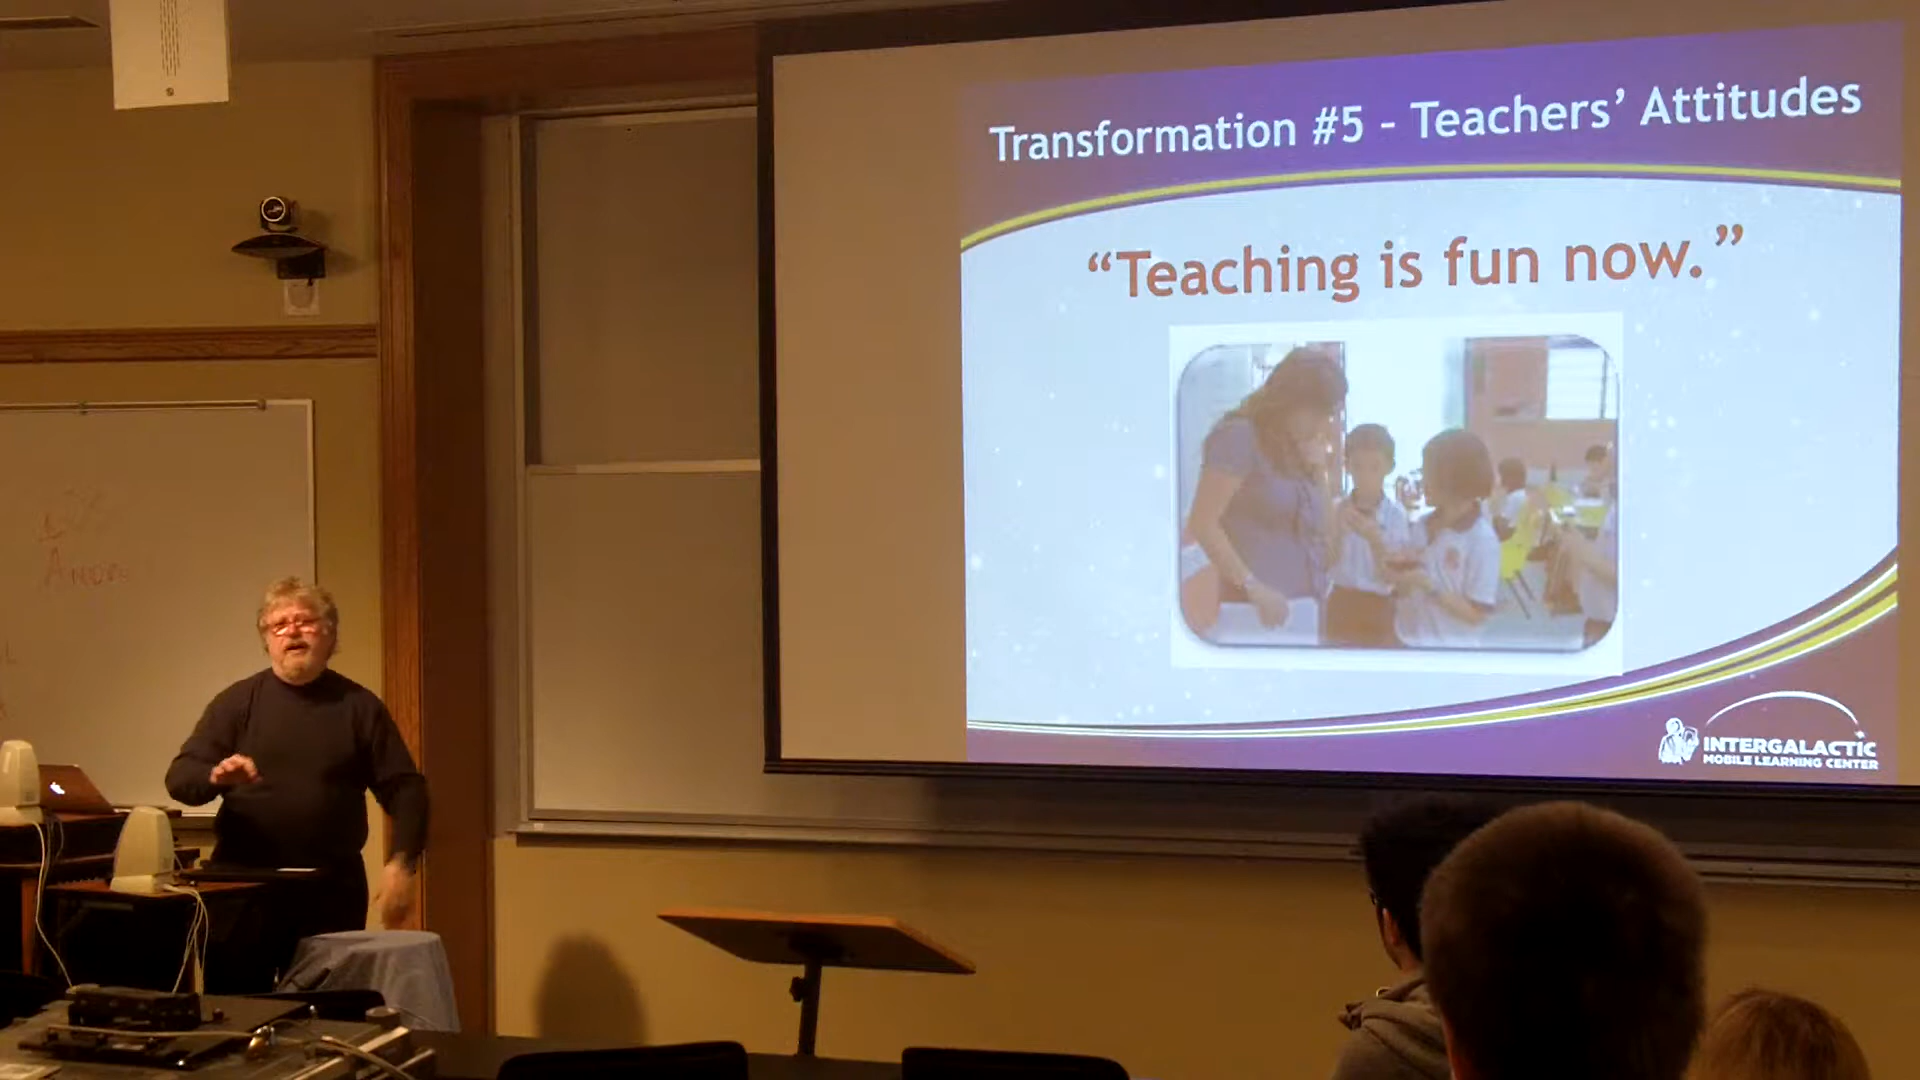 Transformation #5 - Teachers’ Attitudes
“Teaching is fun now.”
INTERGALACTIC
MOBILE LEARNING CENTER